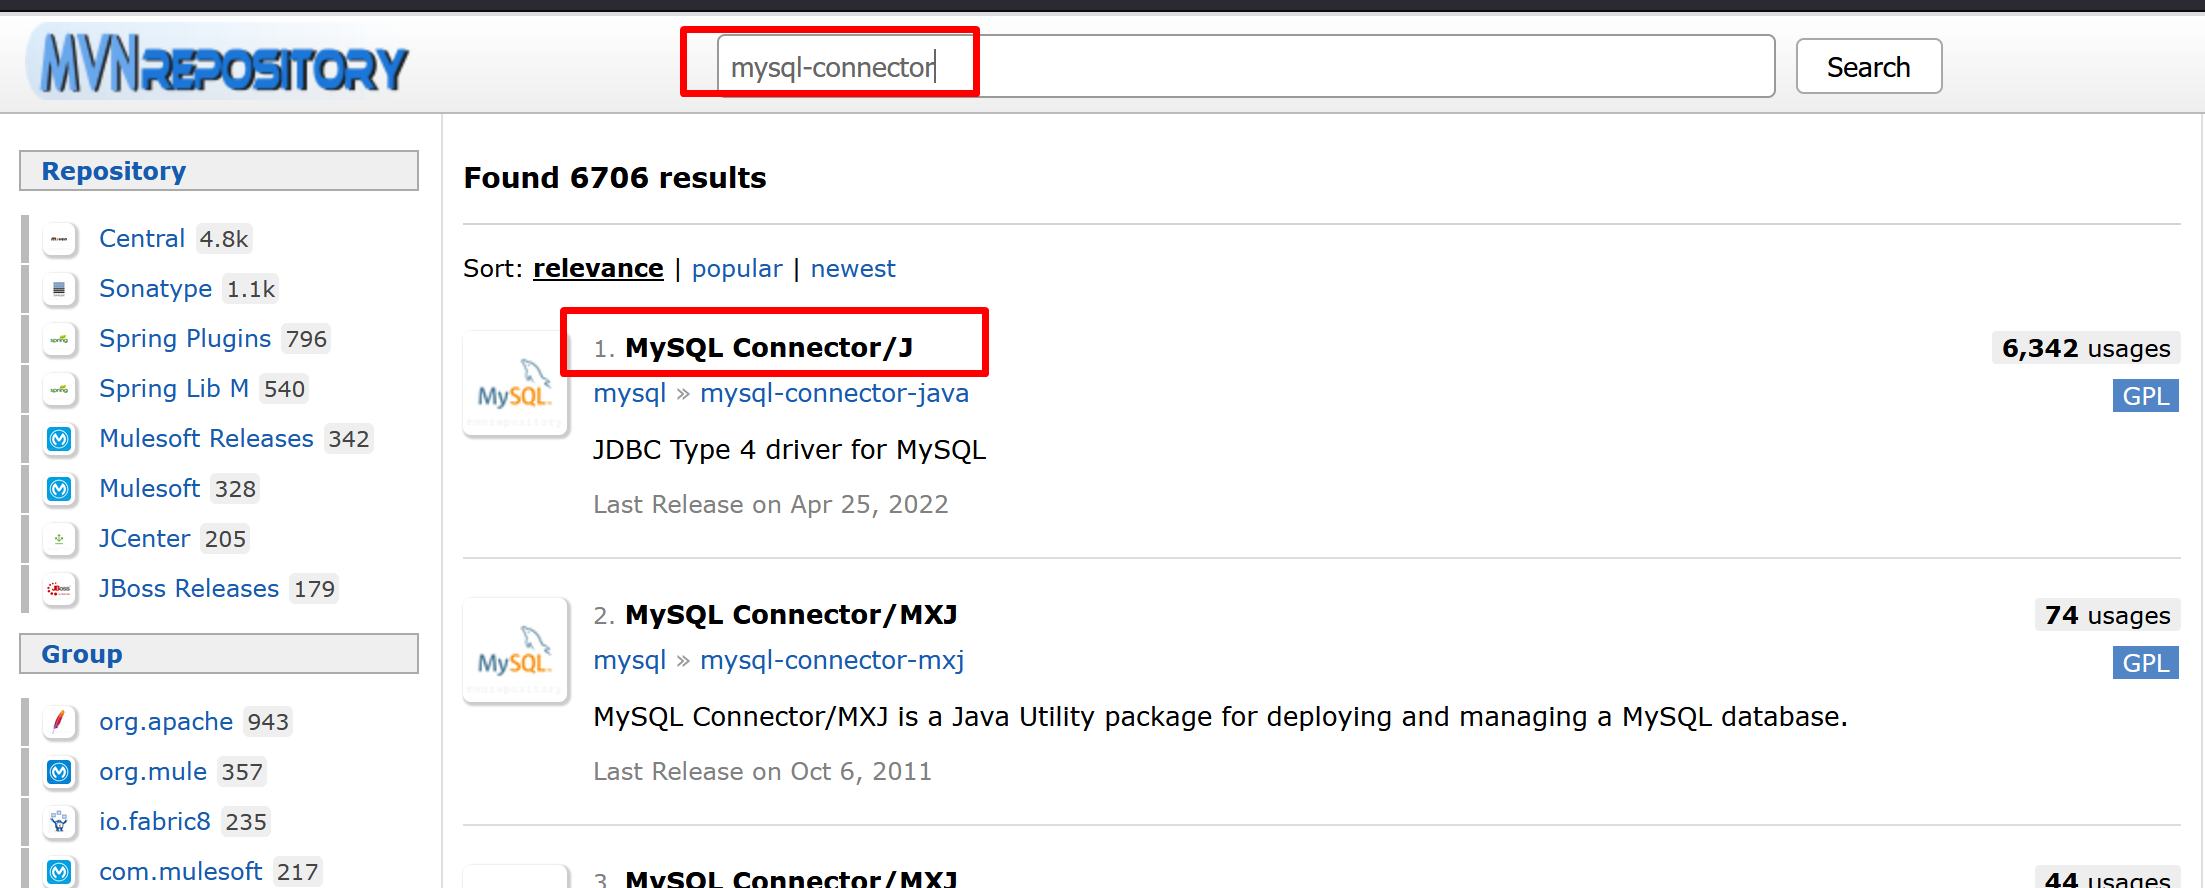 MVNREPOSITORY
mysql-connector
Search
Repository
Central 4.8k
Sonatype 1.1k
Spring Plugins 796
Spring Lib M 540
Mulesoft Releases 342
Mulesoft 328
JCenter 205
JBoss Releases 179
Group
org.apache 943
org.mule 357
io.fabric8 235
com.mulesoft 217
Found 6706 results
Sort: relevance | popular | newest
MySQL
1. MySQL Connector/J
6,342 usages
mysql » mysql-connector-java
GPL
JDBC Type 4 driver for MySQL
Last Release on Apr 25, 2022
MySQL
2. MySQL Connector/MXJ
74 usages
mysql » mysql-connector-mxj
GPL
MySQL Connector/MXJ is a Java Utility package for deploying and managing a MySQL database.
Last Release on Oct 6, 2011
3. MySQL Connector/MXJ
44 usages